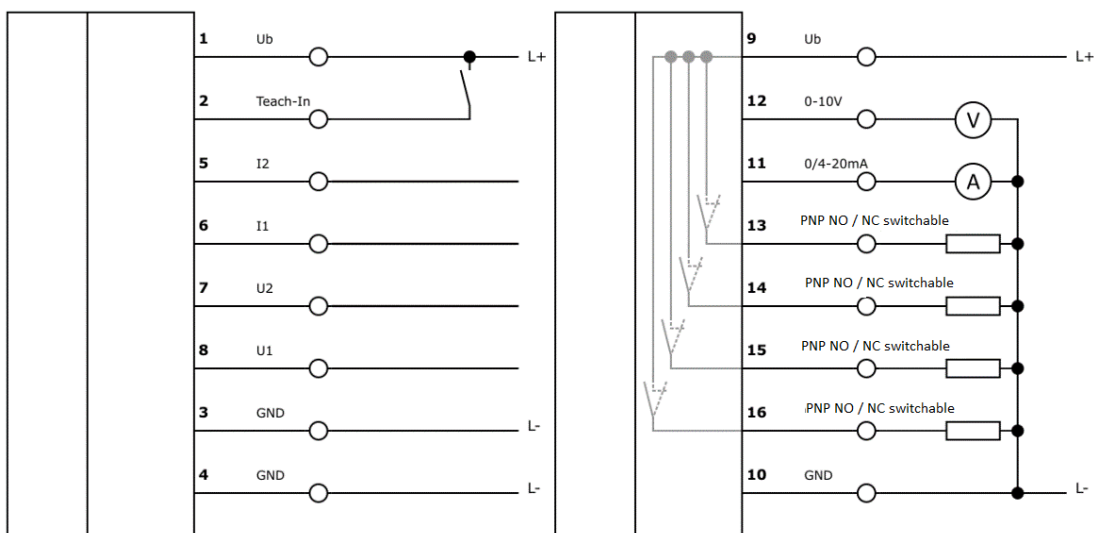 1 Ub L+
2 Teach-In
5 I2
6 I1
7 U2
8 U1
3 GND L-
4 GND L-
9 Ub L+
12 0-10V V
11 0/4-20mA A
13 PNP NO / NC switchable
14 PNP NO / NC switchable
15 PNP NO / NC switchable
16 PNP NO / NC switchable
10 GND L-